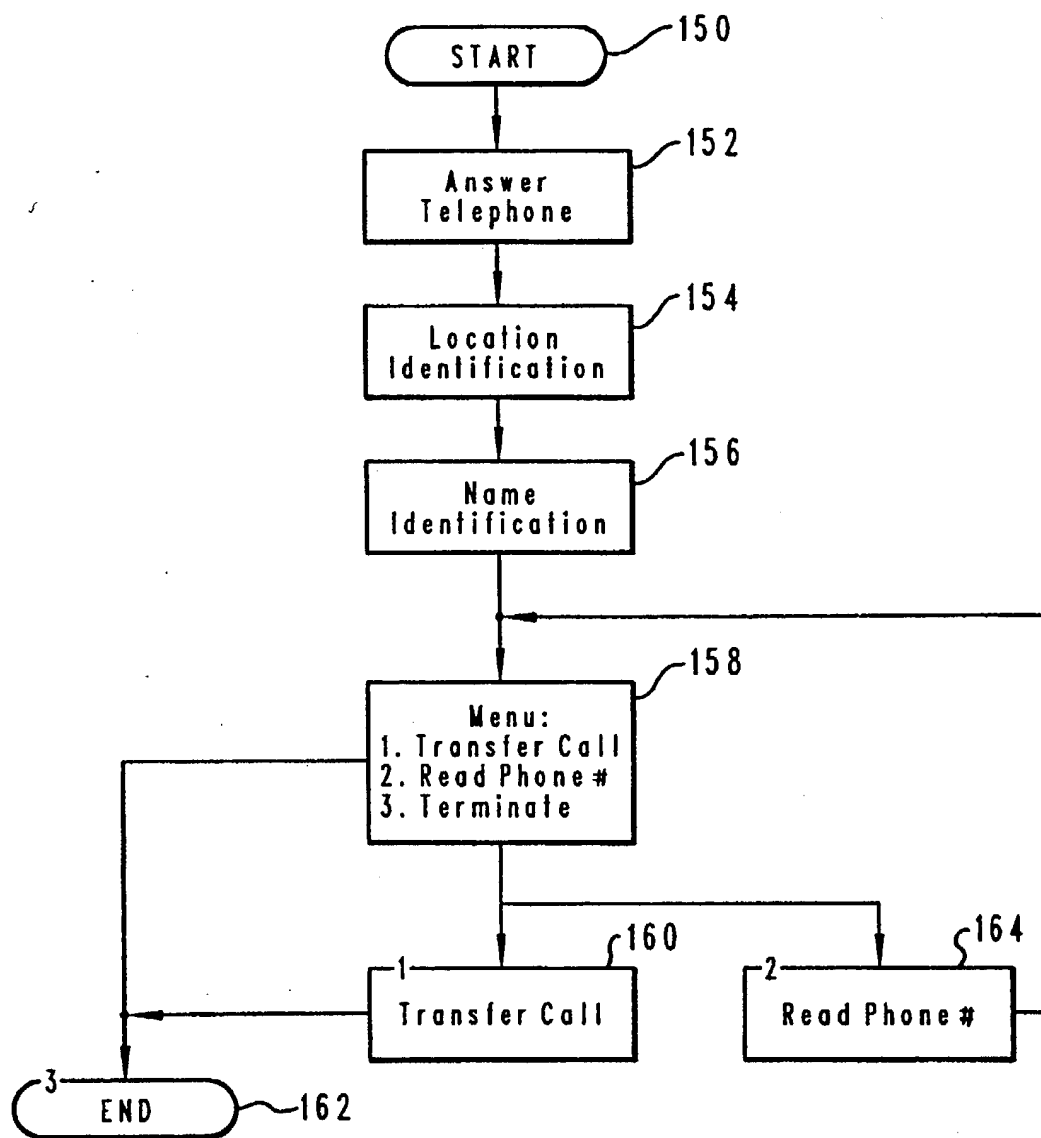 150
START
152
Answer
Telephone
154
Location
Identification
156
Name
Identification
158
Menu:
1. Transfer Call
2. Read Phone #
3. Terminate
160
1
Transfer Call
164
2
Read Phone #
3
END
162